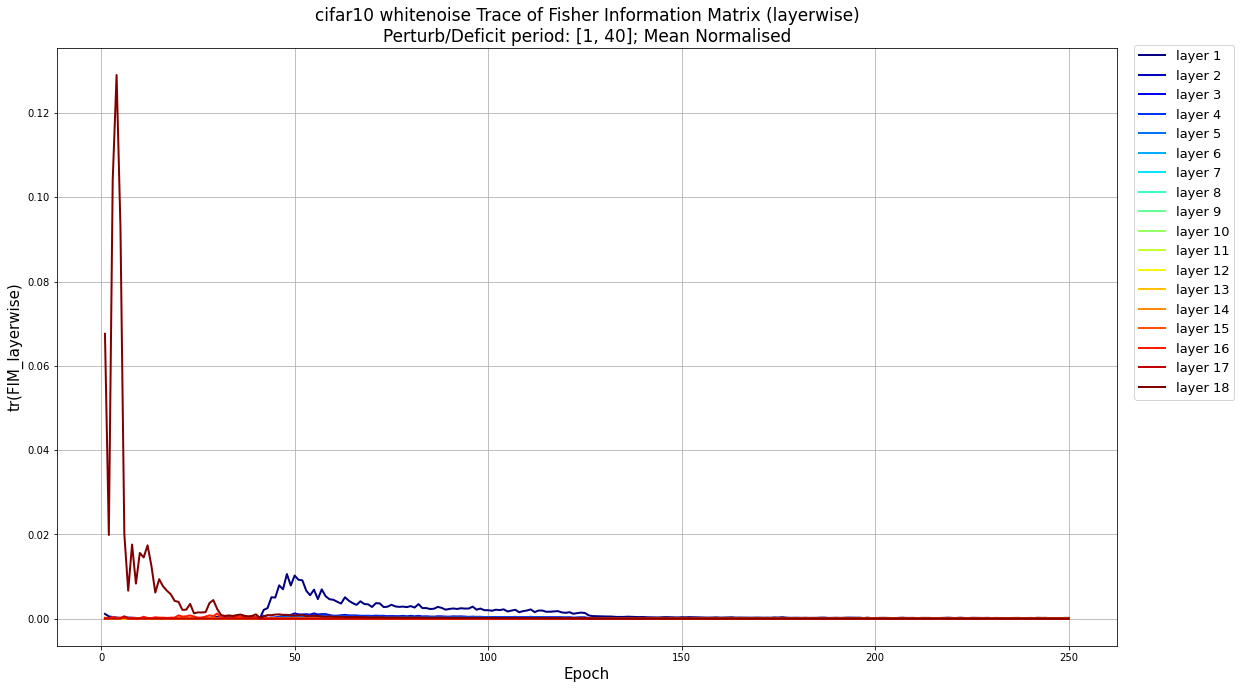 cifar10 whitenoise Trace of Fisher Information Matrix (layerwise)
Perturb/Deficit period: [1, 40]; Mean Normalised
tr(FIM_layerwise)
0.12
0.10
0.08
0.06
0.04
0.02
0.00
0
50
100
150
200
250
Epoch
layer 1
layer 2
layer 3
layer 4
layer 5
layer 6
layer 7
layer 8
layer 9
layer 10
layer 11
layer 12
layer 13
layer 14
layer 15
layer 16
layer 17
layer 18